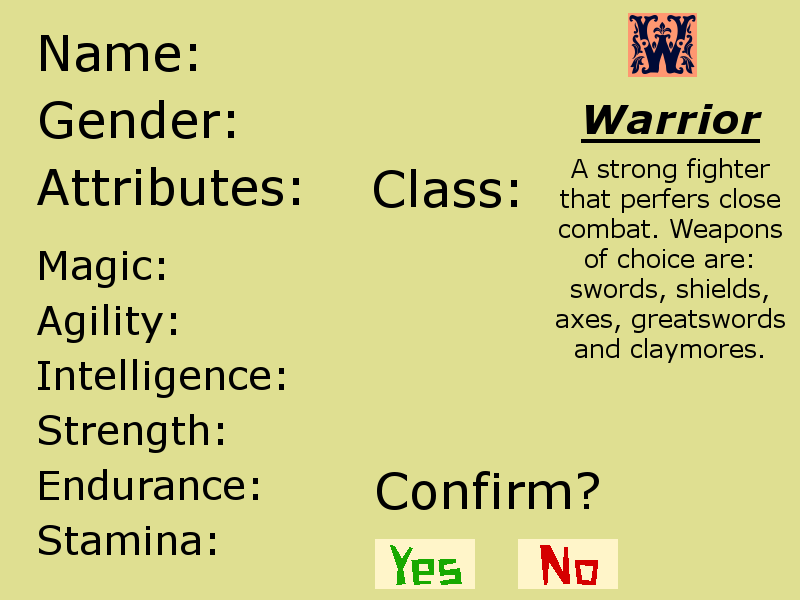 Name:
Gender:
Attributes:
Magic:
Agility:
Intelligence:
Strength:
Endurance:
Stamina:
Class:
W
Warrior
A strong fighter
that perfers close
combat. Weapons
of choice are:
swords, shields,
axes, greatswords
and claymores.
Confirm?
Yes No